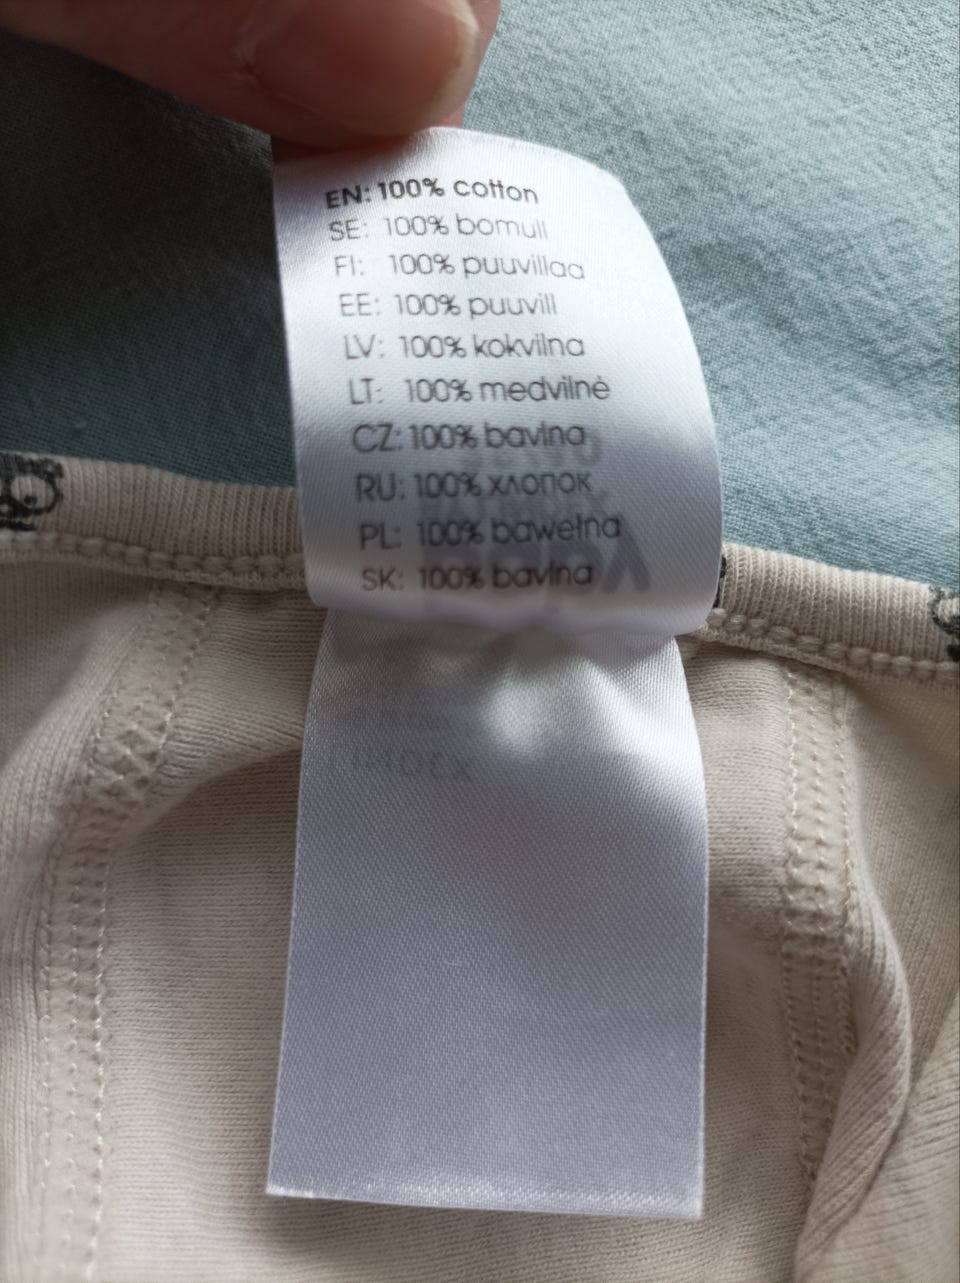 EN: 100% cotton
SE: 100% bomull
FI: 100% puuvillaa
EE: 100% puuvill
LV: 100% kokvilna
LT: 100% medvilnė
CZ: 100% bavlna
RU: 100% хлопок
PL: 100% bawełna
SK: 100% bavlna